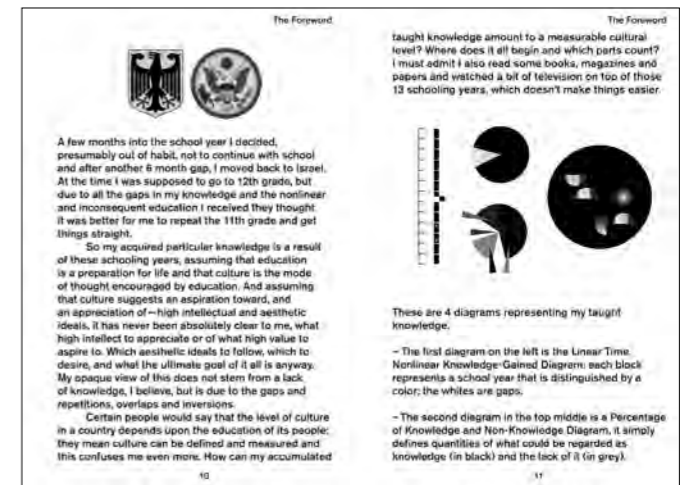 The Foreword
A few months into the school year I decided,
presumably out of habit, not to continue with school
and after another 6 month gap, I moved back to Israel.
At the time I was supposed to go to 12th grade, but
due to all the gaps in my knowledge and the nonlinear
and inconsequent education I received they thought
it was better for me to repeat the 11th grade and get
things straight.
So my acquired particular knowledge is a result
of these schooling years, assuming that education
is a preparation for life and that culture is the mode
of thought encouraged by education. And assuming
that culture suggests an aspiration toward, and
an appreciation of—high intellectual and aesthetic
ideals, it has never been absolutely clear to me, what
high intellect to appreciate or of what high value to
aspire to. Which aesthetic ideals to follow, which to
desire, and what the ultimate goal of it all is anyway.
My opaque view of this does not stem from a lack
of knowledge, I believe, but is due to the gaps and
repetitions, overlaps and inversions.
Certain people would say that the level of culture
in a country depends upon the education of its people;
they mean culture can be defined and measured and
this confuses me even more. How can my accumulated
10
The Foreword
taught knowledge amount to a measurable cultural
level? Where does it all begin and which parts count?
I must admit I also read some books, magazines and
papers and watched a bit of television on top of those
13 schooling years, which doesn't make things easier.
These are 4 diagrams representing my taught
knowledge.
– The first diagram on the left is the Linear Time,
Nonlinear Knowledge-Gained Diagram: each block
represents a school year that is distinguished by a
color; the whites are gaps.
– The second diagram in the top middle is a Percentage
of Knowledge and Non-Knowledge Diagram, it simply
defines quantities of what could be regarded as
knowledge (in black) and the lack of it (in grey).
11